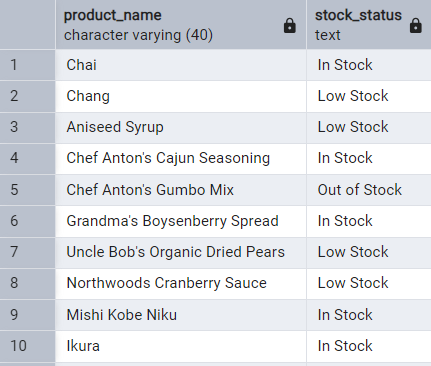 product_name stock_status
character varying (40) text
1 Chai In Stock
2 Chang Low Stock
3 Aniseed Syrup Low Stock
4 Chef Anton's Cajun Seasoning In Stock
5 Chef Anton's Gumbo Mix Out of Stock
6 Grandma's Boysenberry Spread In Stock
7 Uncle Bob's Organic Dried Pears Low Stock
8 Northwoods Cranberry Sauce Low Stock
9 Mishi Kobe Niku In Stock
10 Ikura In Stock